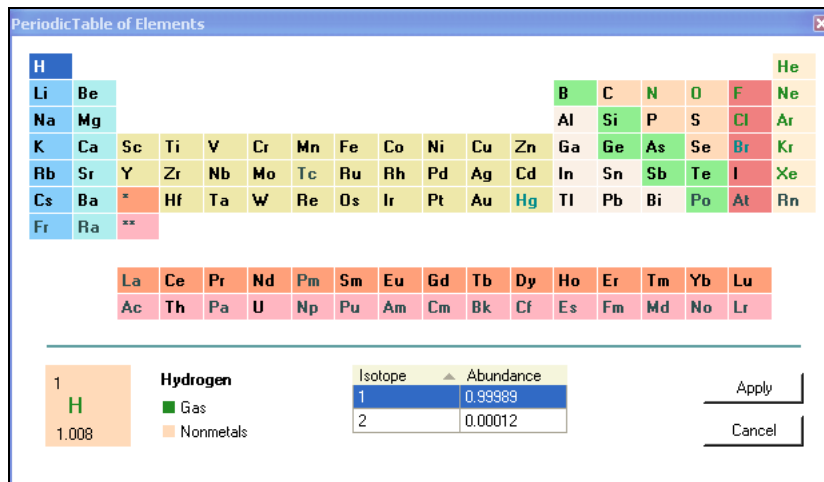 PeriodicTable of Elements
H He
Li Be B C N O F Ne
Na Mg Al Si P S Cl Ar
K Ca Sc Ti V Cr Mn Fe Co Ni Cu Zn Ga Ge As Se Br Kr
Rb Sr Y Zr Nb Mo Tc Ru Rh Pd Ag Cd In Sn Sb Te I Xe
Cs Ba * Hf Ta W Re Os Ir Pt Au Hg Tl Pb Bi Po At Rn
Fr Ra **
La Ce Pr Nd Pm Sm Eu Gd Tb Dy Ho Er Tm Yb Lu
Ac Th Pa U Np Pu Am Cm Bk Cf Es Fm Md No Lr
1
H
1.008
Hydrogen
Gas
Nonmetals
Isotope Abundance
1 0.99989
2 0.00012
Apply
Cancel